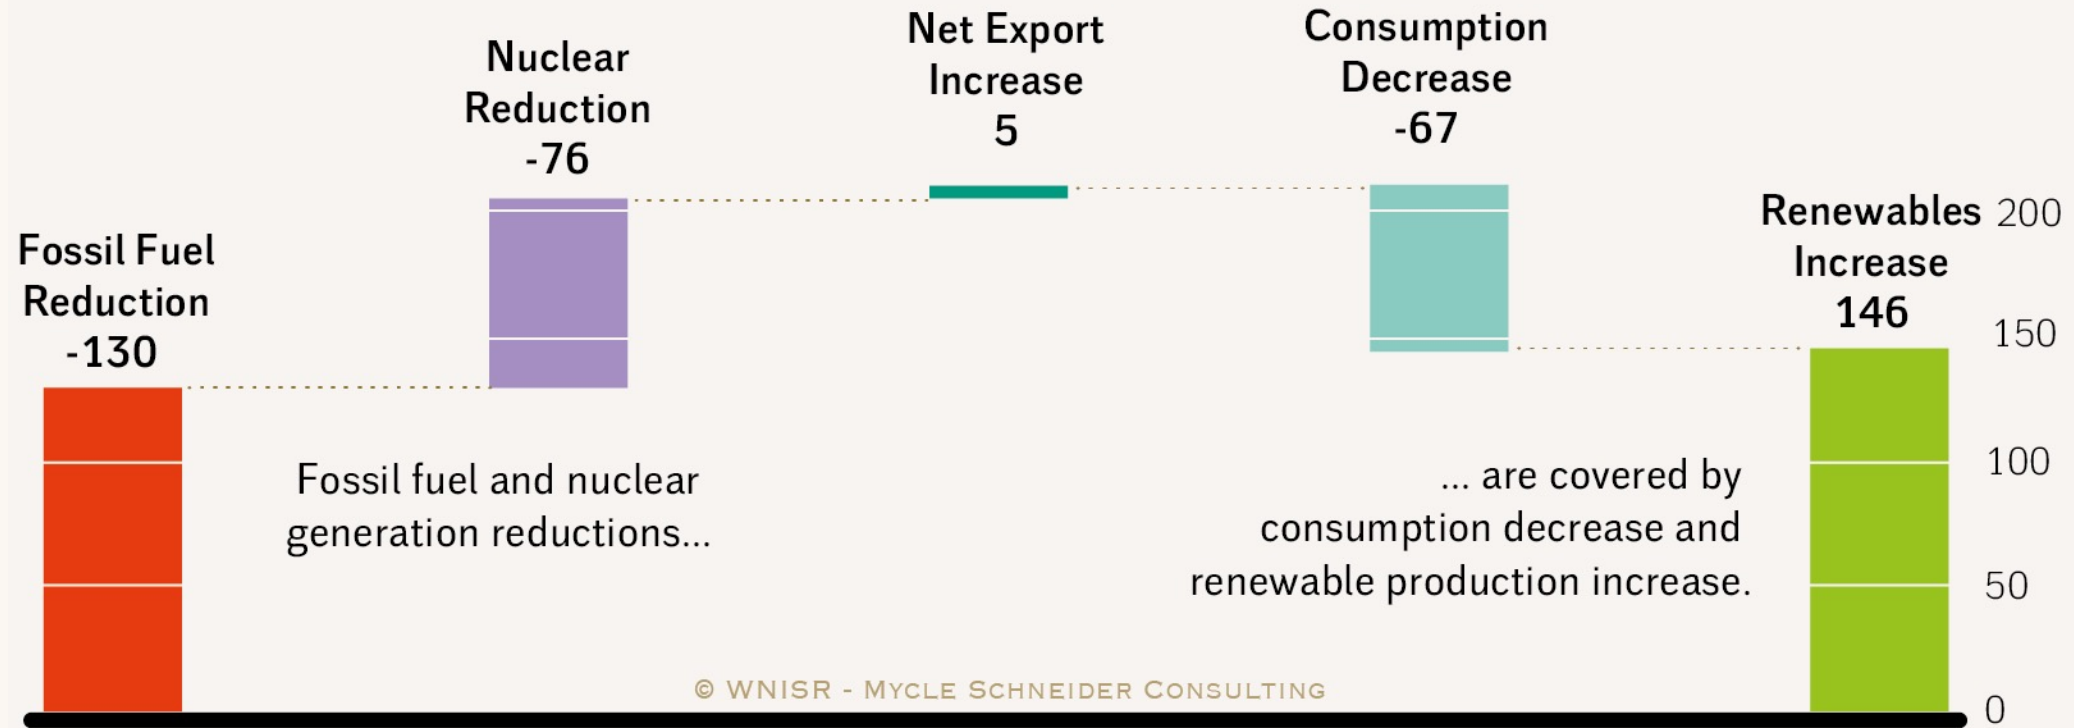 Fossil Fuel
Reduction
-130
Nuclear
Reduction
-76
Net Export
Increase
5
Consumption
Decrease
-67
Renewables
Increase
146
200
150
100
50
0
Fossil fuel and nuclear
generation reductions...
... are covered by
consumption decrease and
renewable production increase.
© WNISR - Mycle Schneider Consulting